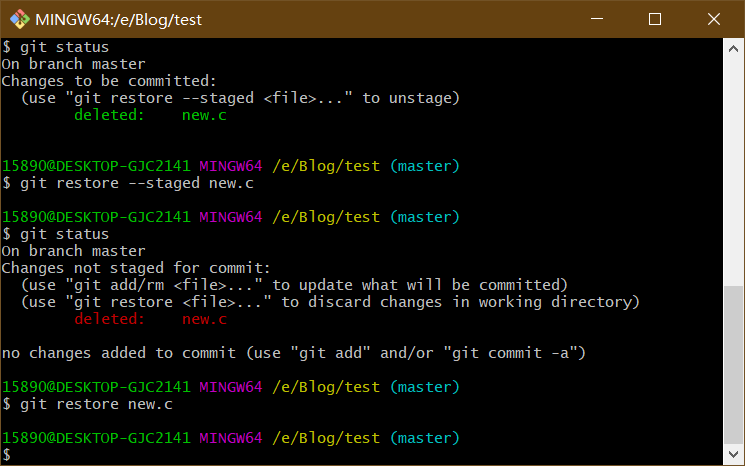 MINGW64:/e/Blog/test
$ git status
On branch master
Changes to be committed:
  (use "git restore --staged <file>..." to unstage)
        deleted:    new.c
15890@DESKTOP-GJC2141 MINGW64 /e/Blog/test (master)
$ git restore --staged new.c
15890@DESKTOP-GJC2141 MINGW64 /e/Blog/test (master)
$ git status
On branch master
Changes not staged for commit:
  (use "git add/rm <file>..." to update what will be committed)
  (use "git restore <file>..." to discard changes in working directory)
        deleted:    new.c
no changes added to commit (use "git add" and/or "git commit -a")
15890@DESKTOP-GJC2141 MINGW64 /e/Blog/test (master)
$ git restore new.c
15890@DESKTOP-GJC2141 MINGW64 /e/Blog/test (master)
$